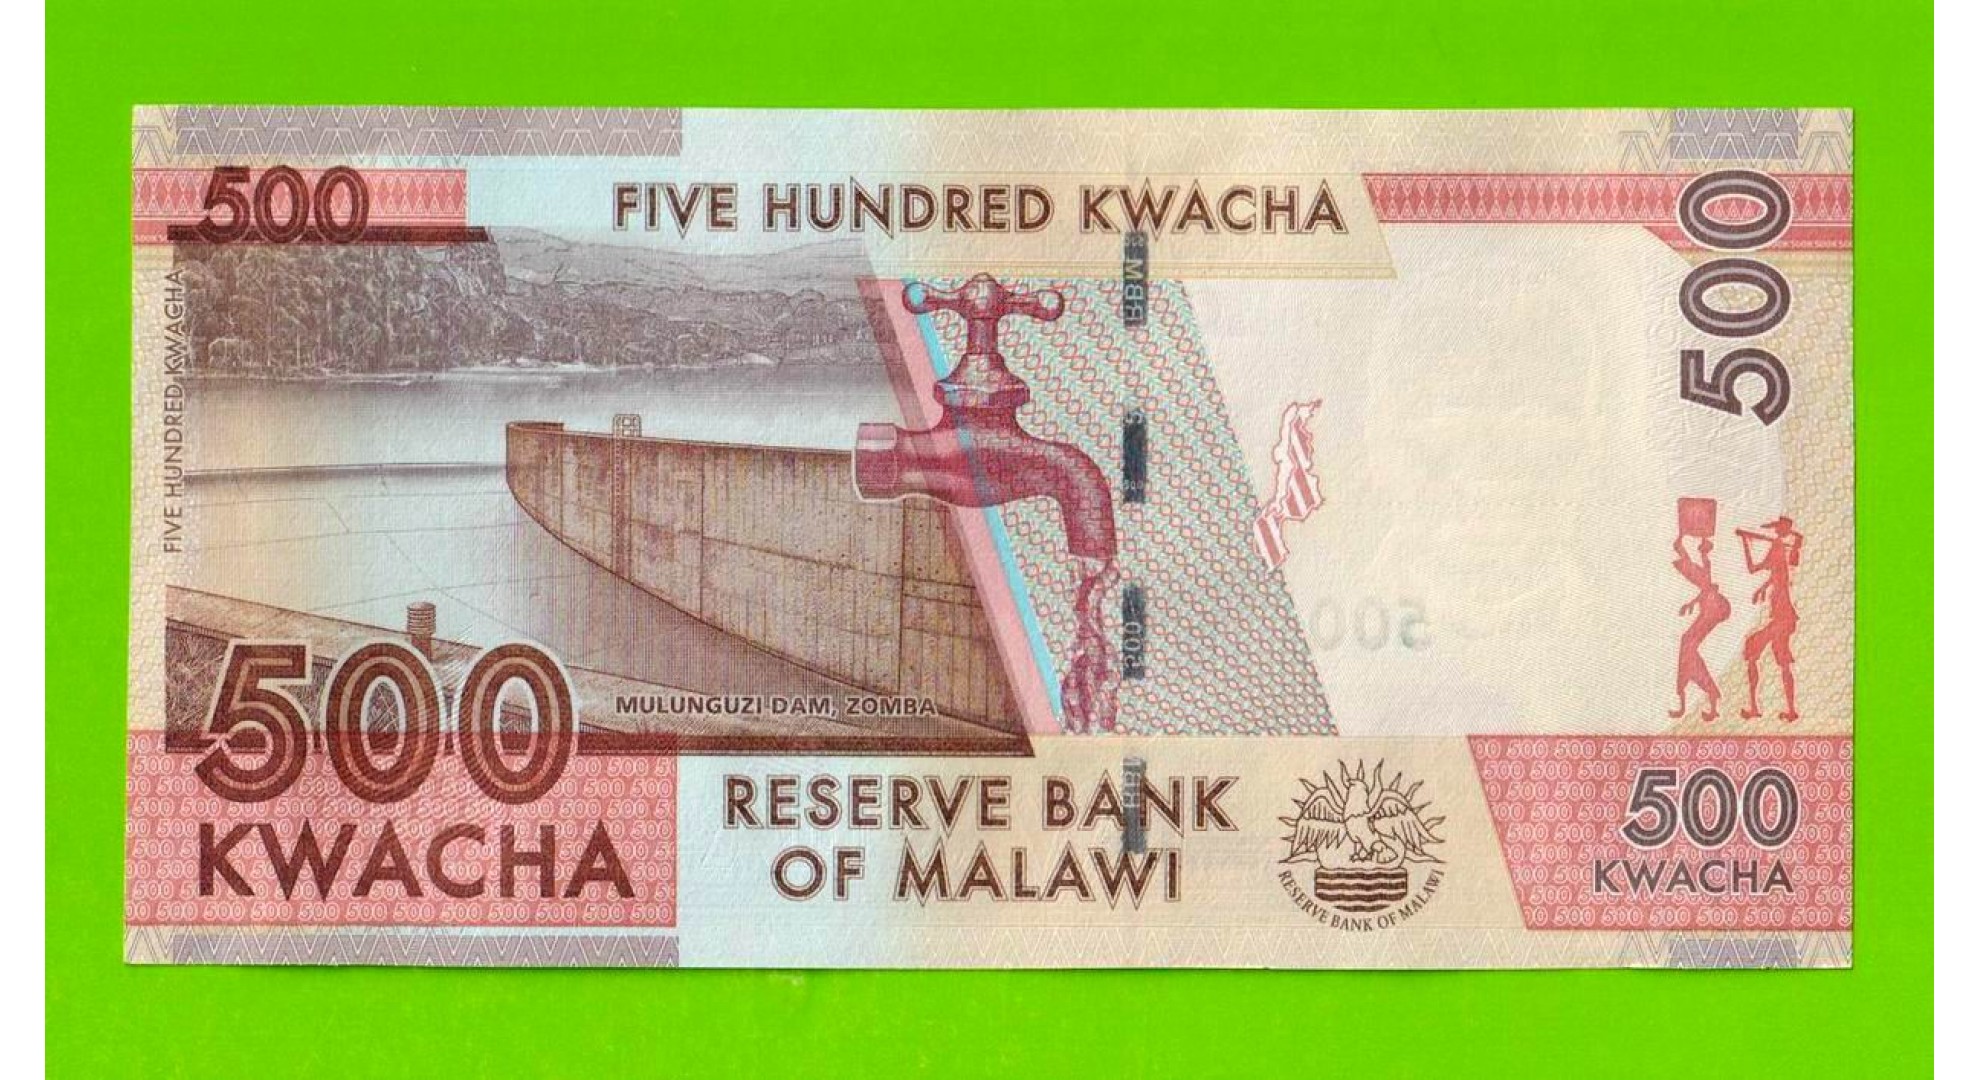 500
FIVE HUNDRED KWACHA
500
FIVE HUNDRED KWACHA
MULUNGUZI DAM, ZOMBA
500
KWACHA
RESERVE BANK
OF MALAWI
RESERVE BANK OF MALAWI
500
KWACHA